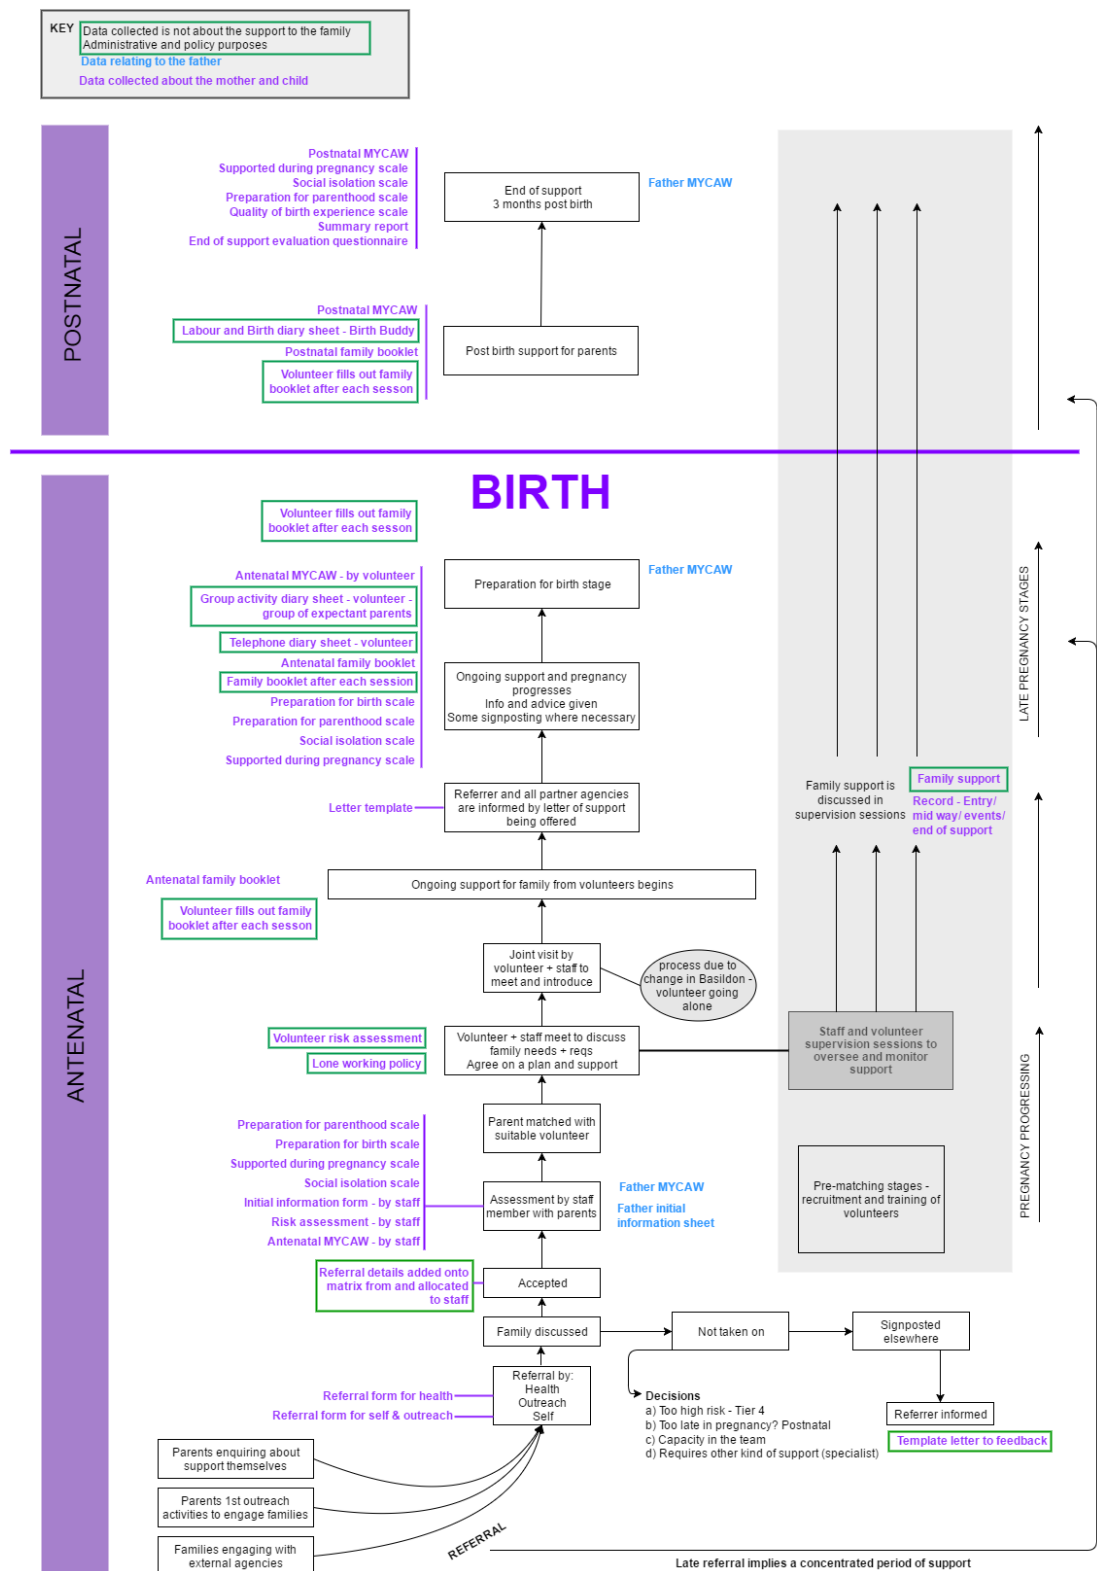 KEY
Data collected is not about the support to the family
Administrative and policy purposes
Data relating to the father
Data collected about the mother and child
POSTNATAL
Postnatal MYCAW
Supported during pregnancy scale
Social isolation scale
Preparation for parenthood scale
Quality of birth experience scale
Summary report
End of support evaluation questionnaire
End of support
3 months post birth
Father MYCAW
Postnatal MYCAW
Labour and Birth diary sheet - Birth Buddy
Postnatal family booklet
Volunteer fills out family
booklet after each sesson
Post birth support for parents
BIRTH
ANTENATAL
Volunteer fills out family
booklet after each sesson
Antenatal MYCAW - by volunteer
Group activity diary sheet - volunteer -
group of expectant parents
Telephone diary sheet - volunteer
Antenatal family booklet
Family booklet after each session
Preparation for birth scale
Preparation for parenthood scale
Social isolation scale
Supported during pregnancy scale
Preparation for birth stage
Father MYCAW
Ongoing support and pregnancy
progresses
Info and advice given
Some signposting where necessary
LATE PREGNANCY STAGES
Letter template
Referrer and all partner agencies
are informed by letter of support
being offered
Family support is
discussed in
supervision sessions
Family support
Record - Entry/
mid way/ events/
end of support
Antenatal family booklet
Volunteer fills out family
booklet after each sesson
Ongoing support for family from volunteers begins
Joint visit by
volunteer + staff to
meet and introduce
process due to
change in Basildon -
volunteer going
alone
Volunteer risk assessment
Lone working policy
Volunteer + staff meet to discuss
family needs + reqs
Agree on a plan and support
Staff and volunteer
supervision sessions to
oversee and monitor
support
PREGNANCY PROGRESSING
Parent matched with
suitable volunteer
Preparation for parenthood scale
Preparation for birth scale
Supported during pregnancy scale
Social isolation scale
Initial information form - by staff
Risk assessment - by staff
Antenatal MYCAW - by staff
Assessment by staff
member with parents
Father MYCAW
Father initial
information sheet
Pre-matching stages -
recruitment and training of
volunteers
Referral details added onto
matrix from and allocated
to staff
Accepted
Family discussed
Not taken on
Signposted
elsewhere
Referral form for health
Referral form for self & outreach
Referral by:
Health
Outreach
Self
Decisions
a) Too high risk - Tier 4
b) Too late in pregnancy? Postnatal
c) Capacity in the team
d) Requires other kind of support (specialist)
Referrer informed
Template letter to feedback
Parents enquiring about
support themselves
Parents 1st outreach
activities to engage families
Families engaging with
external agencies
REFERRAL
Late referral implies a concentrated period of support